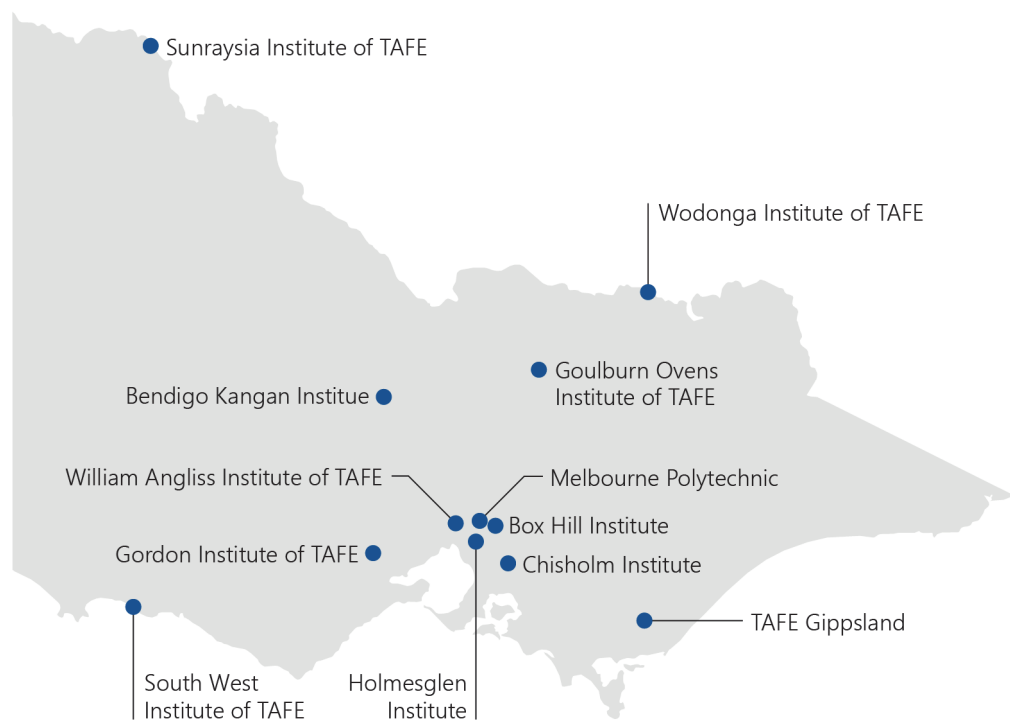 Sunraysia Institute of TAFE
Wodonga Institute of TAFE
Goulburn Ovens
Institute of TAFE
Bendigo Kangan Institue
William Angliss Institute of TAFE
Melbourne Polytechnic
Box Hill Institute
Gordon Institute of TAFE
Chisholm Institute
TAFE Gippsland
South West
Institute of TAFE
Holmesglen
Institute